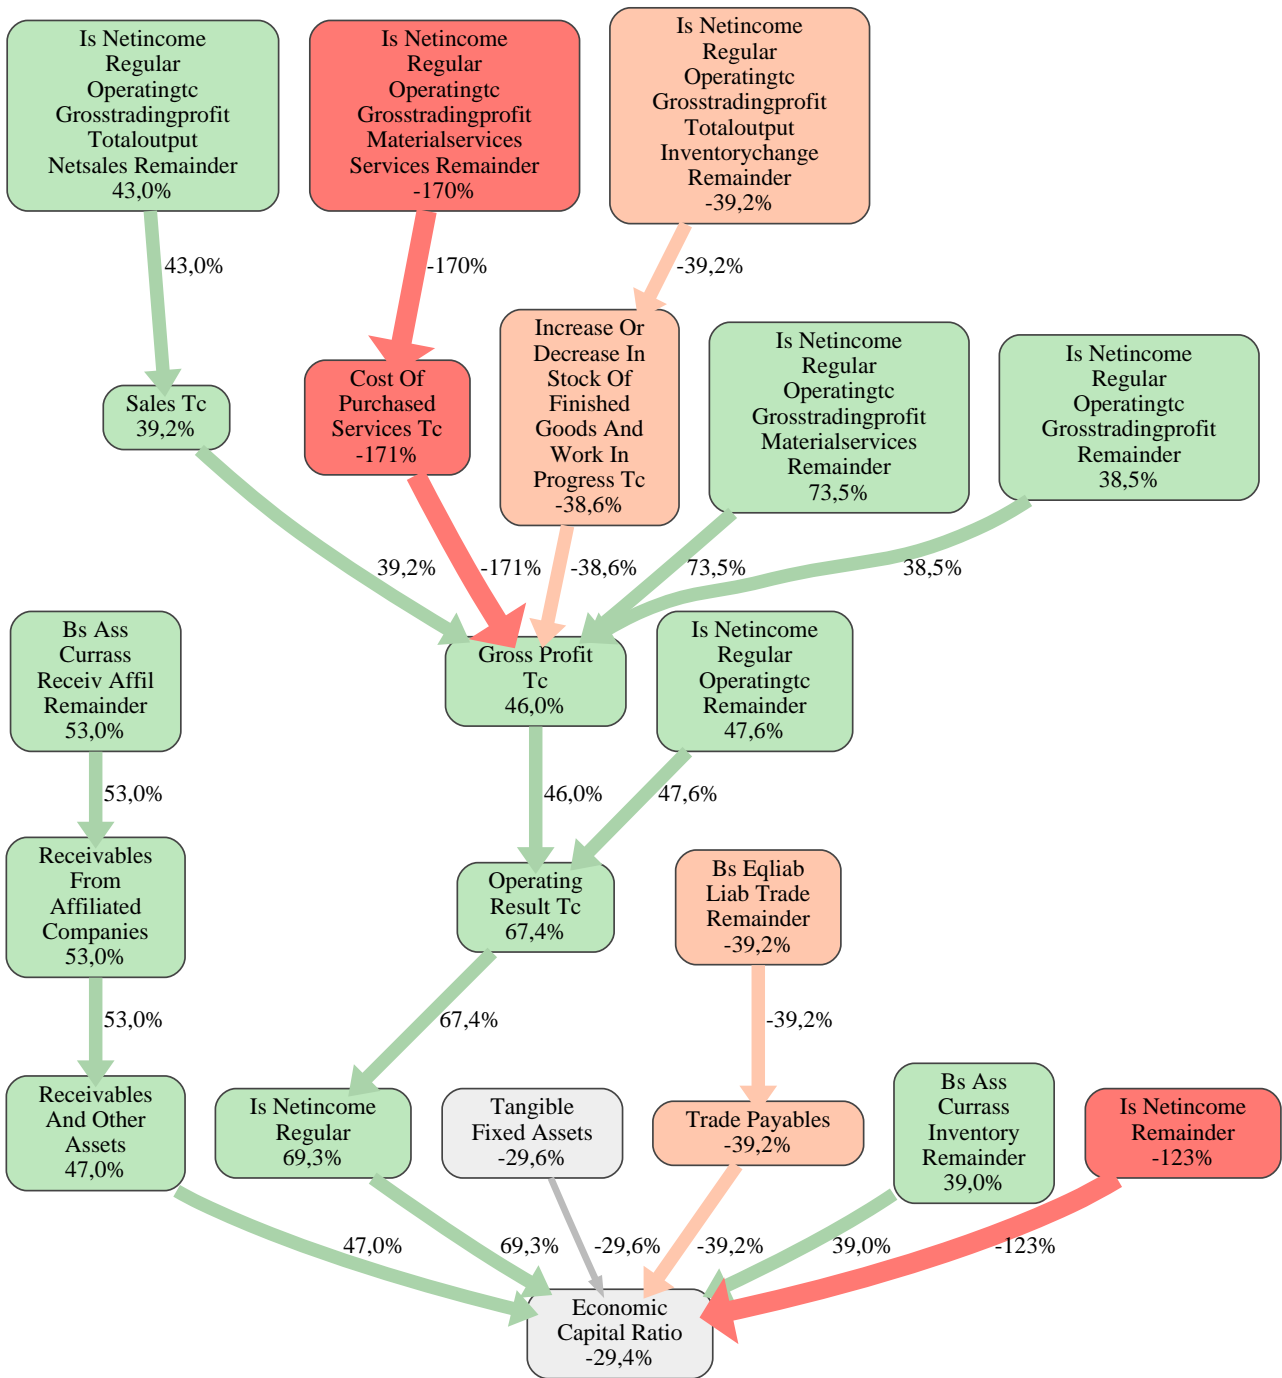 Is Netincome
Regular
Operatingtc
Grosstradingprofit
Totaloutput
Netsales Remainder
43,0%
Is Netincome
Regular
Operatingtc
Grosstradingprofit
Materialservices
Services Remainder
-170%
Is Netincome
Regular
Operatingtc
Grosstradingprofit
Totaloutput
Inventorychange
Remainder
-39,2%
43,0%
-170%
-39,2%
Sales Tc
39,2%
Cost Of
Purchased
Services Tc
-171%
Increase Or
Decrease In
Stock Of
Finished
Goods And
Work In
Progress Tc
-38,6%
Is Netincome
Regular
Operatingtc
Grosstradingprofit
Materialservices
Remainder
73,5%
Is Netincome
Regular
Operatingtc
Grosstradingprofit
Remainder
38,5%
39,2%
-171%
-38,6%
73,5%
38,5%
Bs Ass
Currass
Receiv Affil
Remainder
53,0%
Gross Profit
Tc
46,0%
Is Netincome
Regular
Operatingtc
Remainder
47,6%
53,0%
46,0%
47,6%
Receivables
From
Affiliated
Companies
53,0%
Operating
Result Tc
67,4%
Bs Eqliab
Liab Trade
Remainder
-39,2%
53,0%
67,4%
-39,2%
Receivables
And Other
Assets
47,0%
Is Netincome
Regular
69,3%
Tangible
Fixed Assets
-29,6%
Trade Payables
-39,2%
Bs Ass
Currass
Inventory
Remainder
39,0%
Is Netincome
Remainder
-123%
47,0%
69,3%
-29,6%
-39,2%
39,0%
-123%
Economic
Capital Ratio
-29,4%